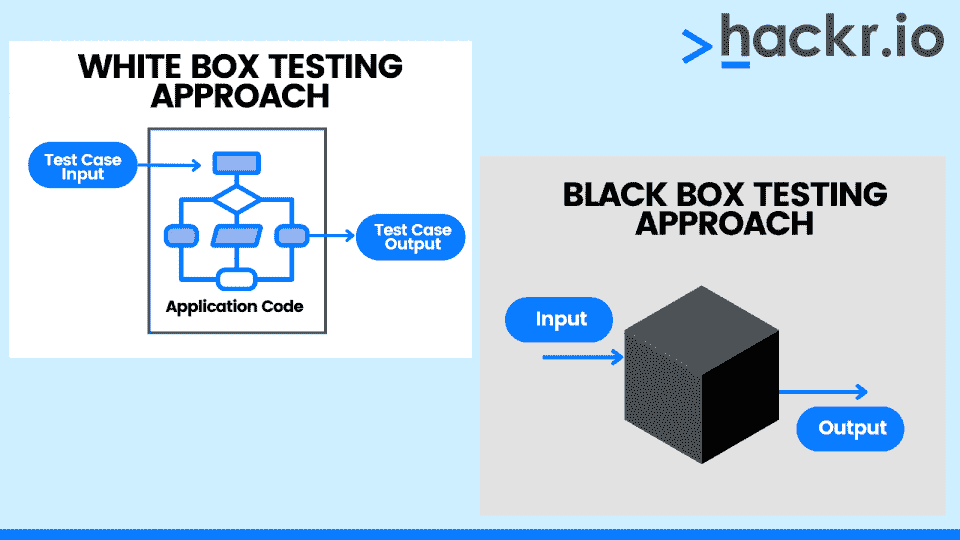 >hackr.io
WHITE BOX TESTING
APPROACH
Test Case
Input
Test Case
Output
Application Code
BLACK BOX TESTING
APPROACH
Input
Output